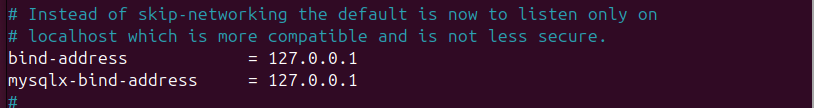 # Instead of skip-networking the default is now to listen only on
# localhost which is more compatible and is not less secure.
bind-address            = 127.0.0.1
mysqlx-bind-address     = 127.0.0.1
#